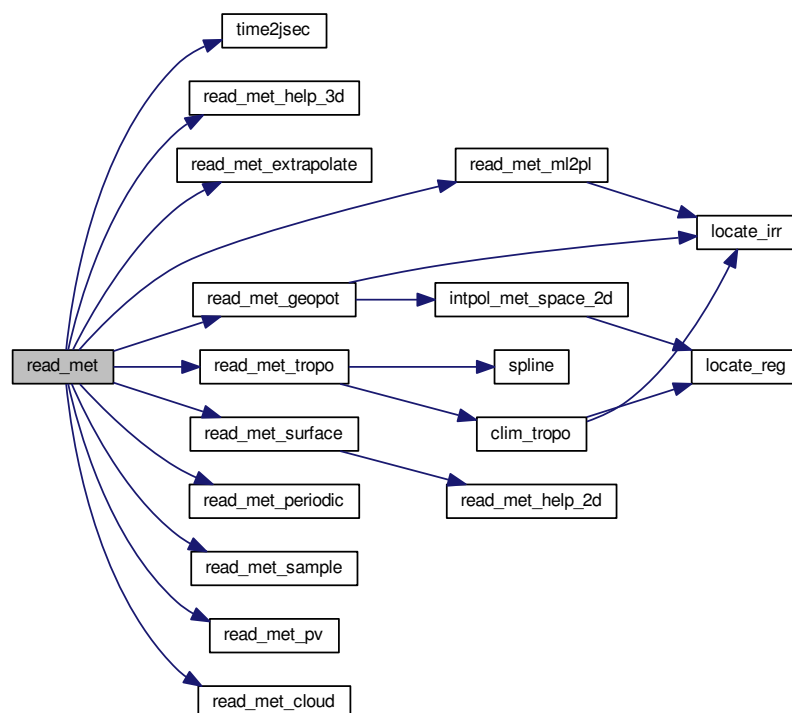 time2jsec
read_met_help_3d
read_met_extrapolate
read_met_ml2pl
locate_irr
read_met_geopot
intpol_met_space_2d
read_met
read_met_tropo
spline
locate_reg
read_met_surface
clim_tropo
read_met_periodic
read_met_help_2d
read_met_sample
read_met_pv
read_met_cloud